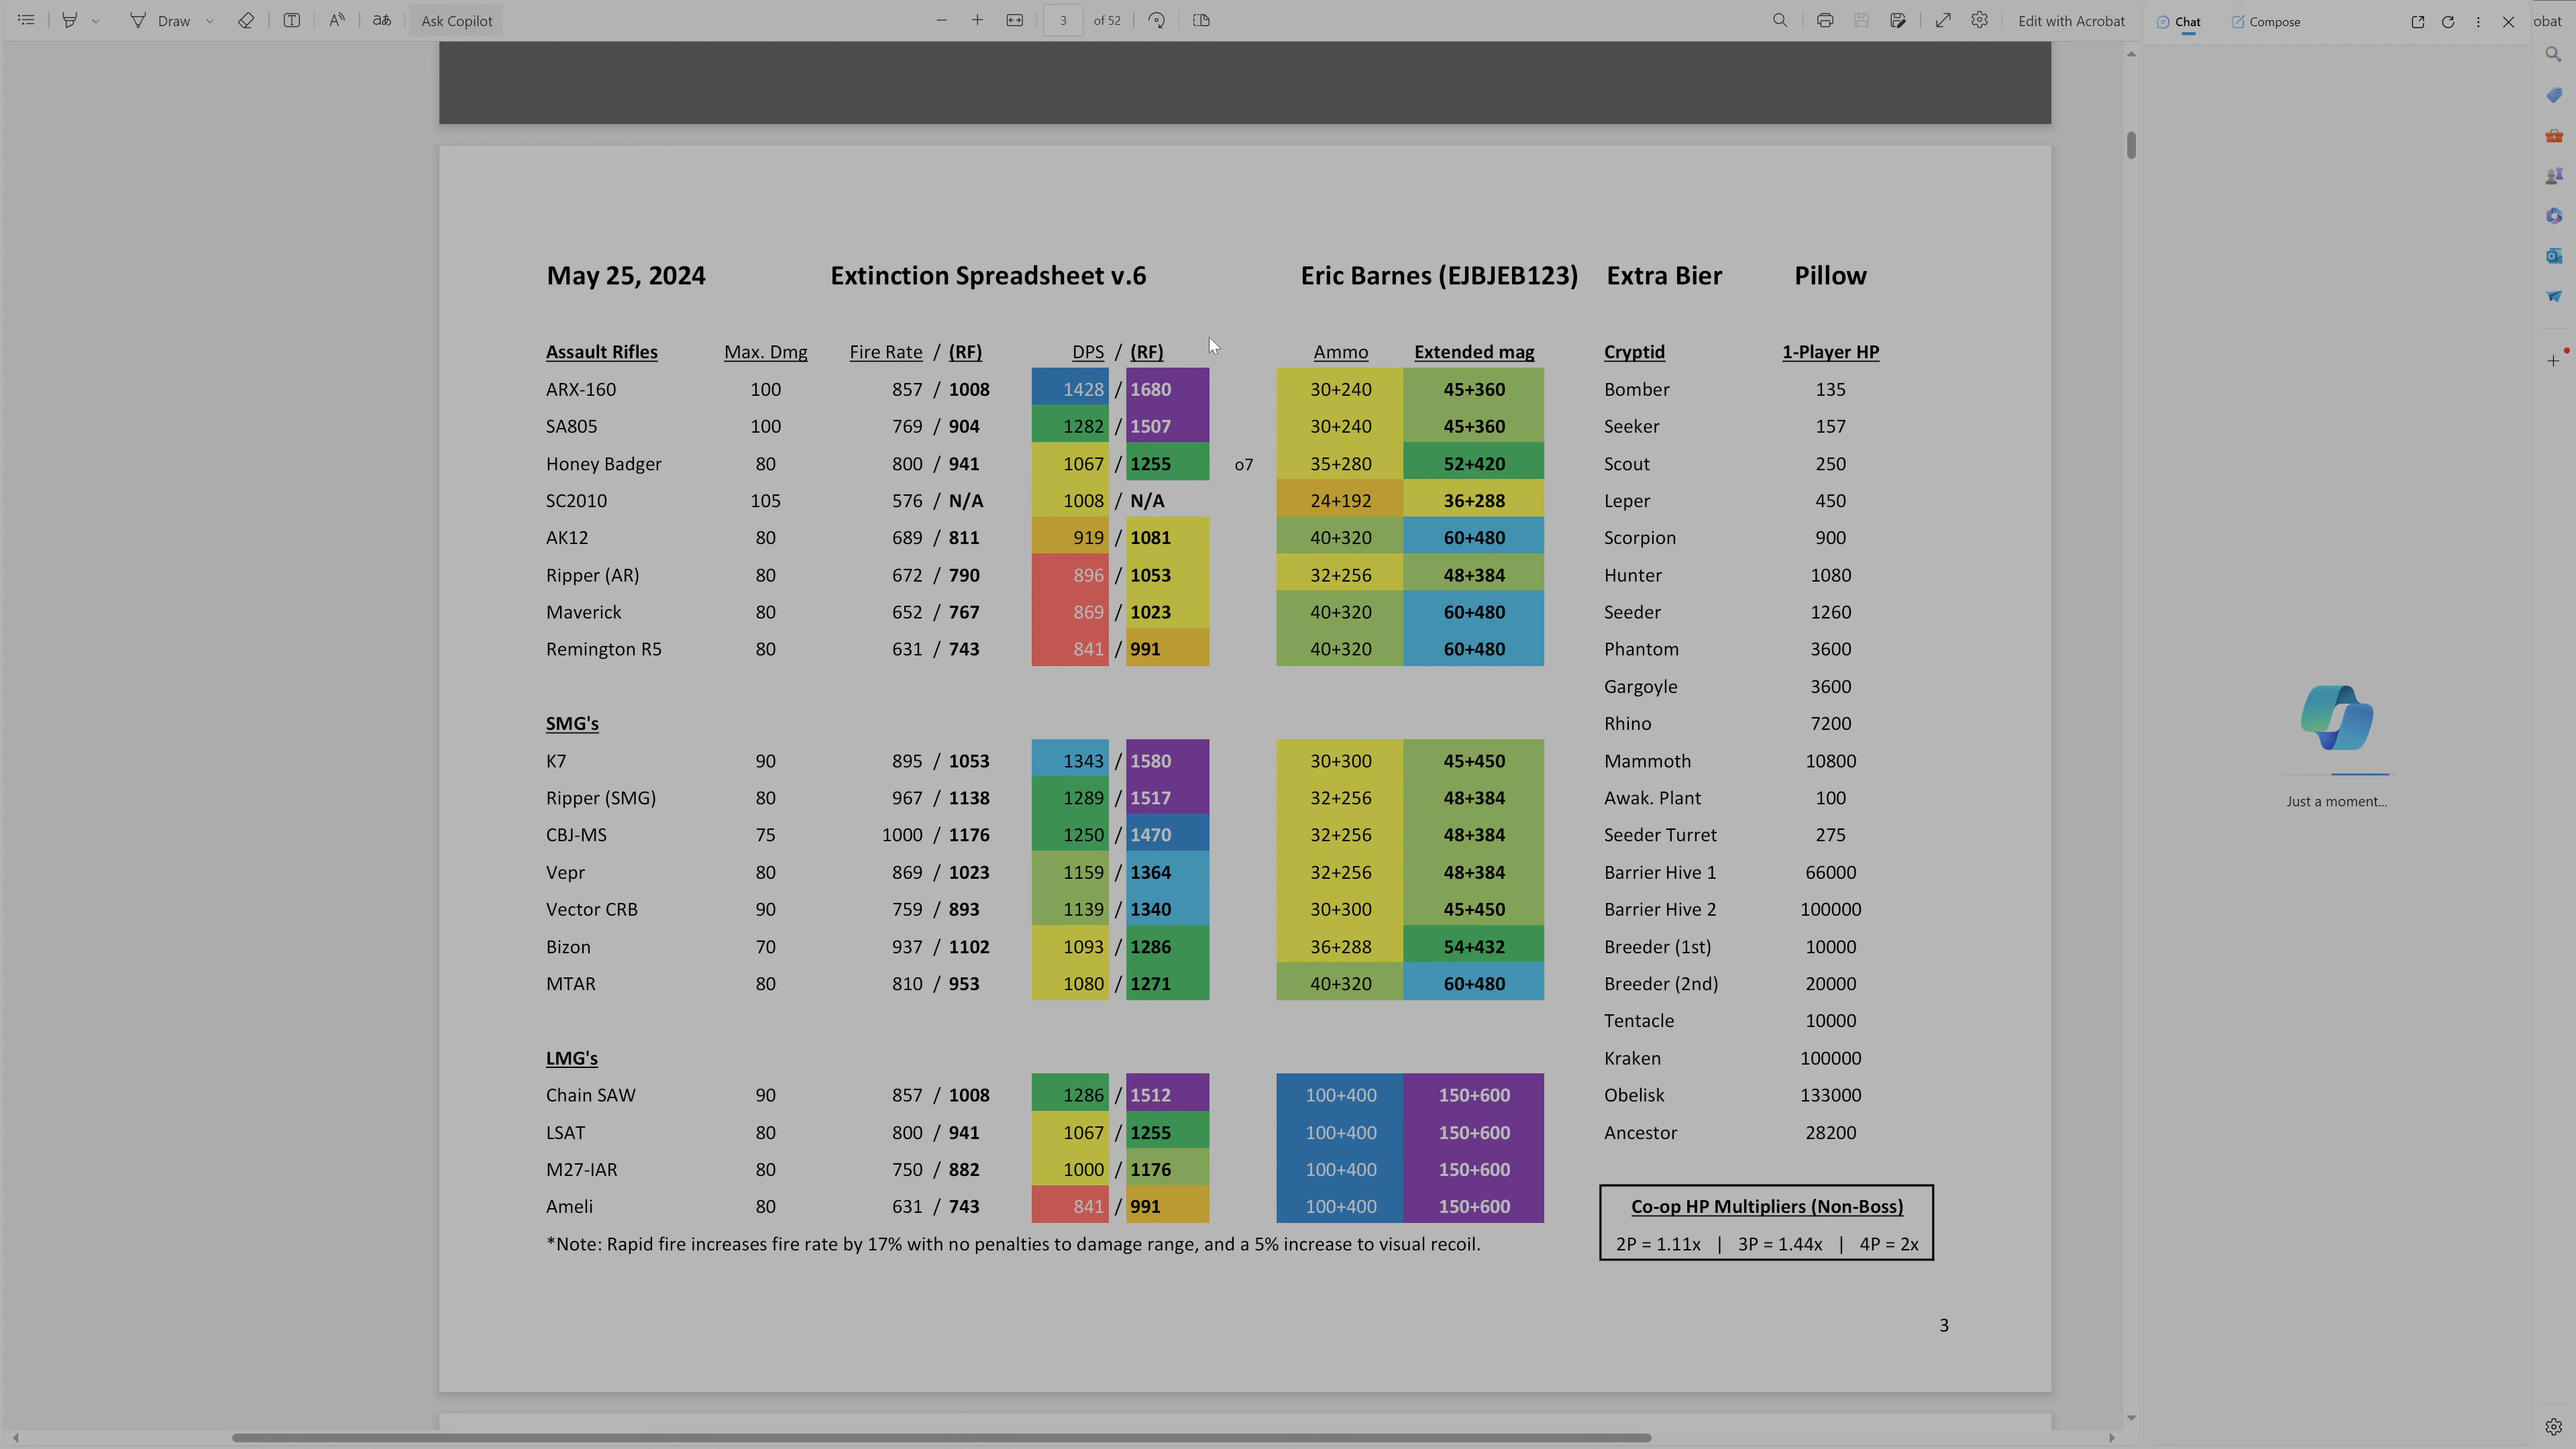 Draw Ask Copilot 3 of 52 Edit with Acrobat Chat Compose obat
May 25, 2024 Extinction Spreadsheet v.6 Eric Barnes (EJBJEB123) Extra Bier Pillow
Assault Rifles Max. Dmg Fire Rate / (RF) DPS / (RF) Ammo Extended mag Cryptid 1-Player HP
ARX-160 100 857 / 1008 1428 / 1680 30+240 45+360 Bomber 135
SA805 100 769 / 904 1282 / 1507 30+240 45+360 Seeker 157
Honey Badger 80 800 / 941 1067 / 1255 o7 35+280 52+420 Scout 250
SC2010 105 576 / N/A 1008 / N/A 24+192 36+288 Leper 450
AK12 80 689 / 811 919 / 1081 40+320 60+480 Scorpion 900
Ripper (AR) 80 672 / 790 896 / 1053 32+256 48+384 Hunter 1080
Maverick 80 652 / 767 869 / 1023 40+320 60+480 Seeder 1260
Remington R5 80 631 / 743 841 / 991 40+320 60+480 Phantom 3600
Gargoyle 3600
SMG's Rhino 7200
K7 90 895 / 1053 1343 / 1580 30+300 45+450 Mammoth 10800
Ripper (SMG) 80 967 / 1138 1289 / 1517 32+256 48+384 Awak. Plant 100
Just a moment...
CBJ-MS 75 1000 / 1176 1250 / 1470 32+256 48+384 Seeder Turret 275
Vepr 80 869 / 1023 1159 / 1364 32+256 48+384 Barrier Hive 1 66000
Vector CRB 90 759 / 893 1139 / 1340 30+300 45+450 Barrier Hive 2 100000
Bizon 70 937 / 1102 1093 / 1286 36+288 54+432 Breeder (1st) 10000
MTAR 80 810 / 953 1080 / 1271 40+320 60+480 Breeder (2nd) 20000
Tentacle 10000
LMG's Kraken 100000
Chain SAW 90 857 / 1008 1286 / 1512 100+400 150+600 Obelisk 133000
LSAT 80 800 / 941 1067 / 1255 100+400 150+600 Ancestor 28200
M27-IAR 80 750 / 882 1000 / 1176 100+400 150+600
Ameli 80 631 / 743 841 / 991 100+400 150+600 Co-op HP Multipliers (Non-Boss)
*Note: Rapid fire increases fire rate by 17% with no penalties to damage range, and a 5% increase to visual recoil. 2P = 1.11x | 3P = 1.44x | 4P = 2x
3